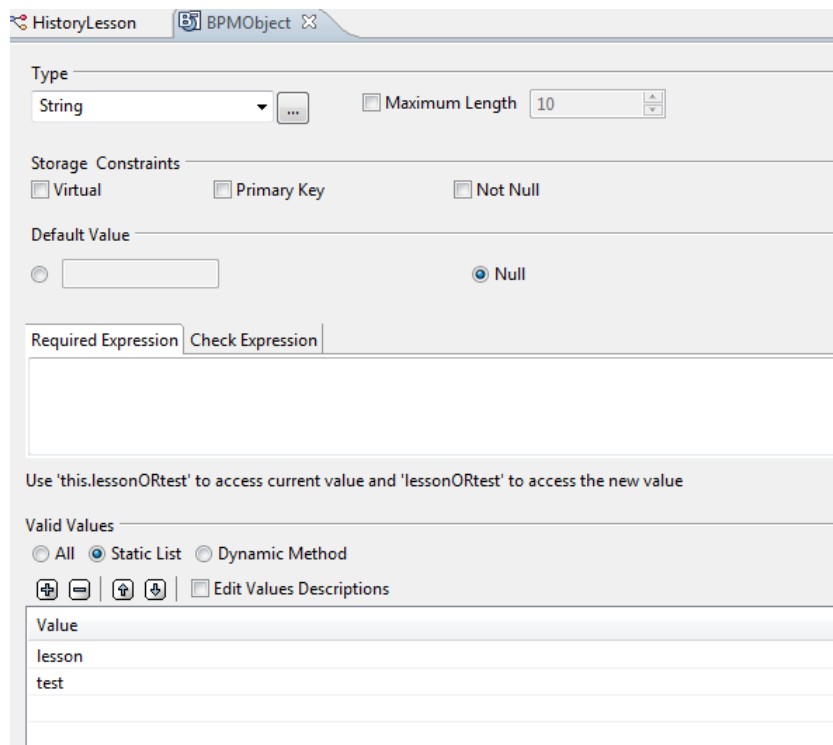 HistoryLesson BPMObject
Type
String ... Maximum Length 10
Storage Constraints
Virtual Primary Key Not Null
Default Value
Null
Required Expression Check Expression
Use 'this.lessonORtest' to access current value and 'lessonORtest' to access the new value
Valid Values
All Static List Dynamic Method
Edit Values Descriptions
Value
lesson
test